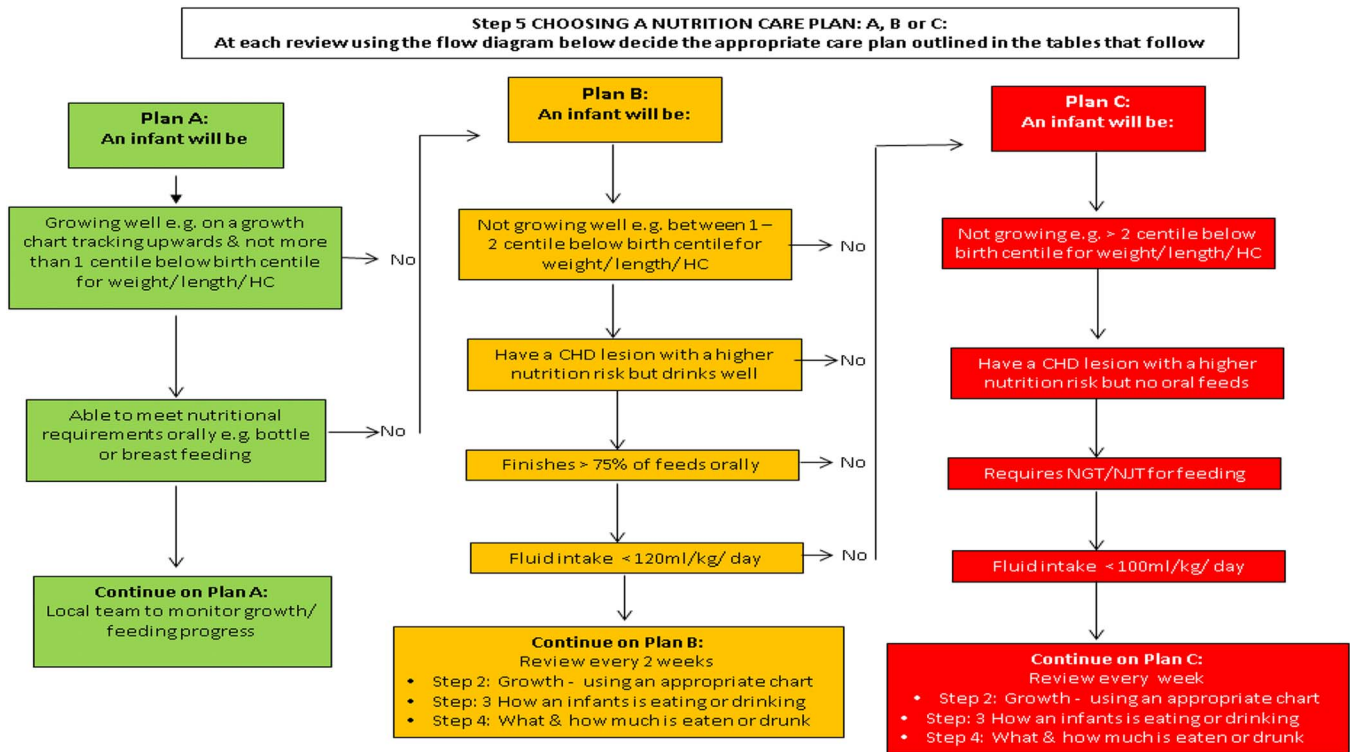 Step 5 CHOOSING A NUTRITION CARE PLAN: A, B or C:
At each review using the flow diagram below decide the appropriate care plan outlined in the tables that follow
Plan A:
An infant will be
Growing well e.g. on a growth
chart tracking upwards & not more
than 1 centile below birth centile
for weight/length/HC
No
Able to meet nutritional
requirements orally e.g. bottle
or breast feeding
No
Continue on Plan A:
Local team to monitor growth/
feeding progress
Plan B:
An infant will be:
Not growing well e.g. between 1 –
2 centile below birth centile for
weight/length/HC
No
Have a CHD lesion with a higher
nutrition risk but drinks well
No
Finishes > 75% of feeds orally
No
Fluid intake < 120ml/kg/ day
No
Continue on Plan B:
Review every 2 weeks
• Step 2: Growth - using an appropriate chart
• Step: 3 How an infants is eating or drinking
• Step 4: What & how much is eaten or drunk
Plan C:
An infant will be:
Not growing e.g. > 2 centile below
birth centile for weight/length/HC
Have a CHD lesion with a higher
nutrition risk but no oral feeds
Requires NGT/NJT for feeding
Fluid intake < 100ml/kg/ day
Continue on Plan C:
Review every week
• Step 2: Growth - using an appropriate chart
• Step: 3 How an infants is eating or drinking
• Step 4: What & how much is eaten or drunk